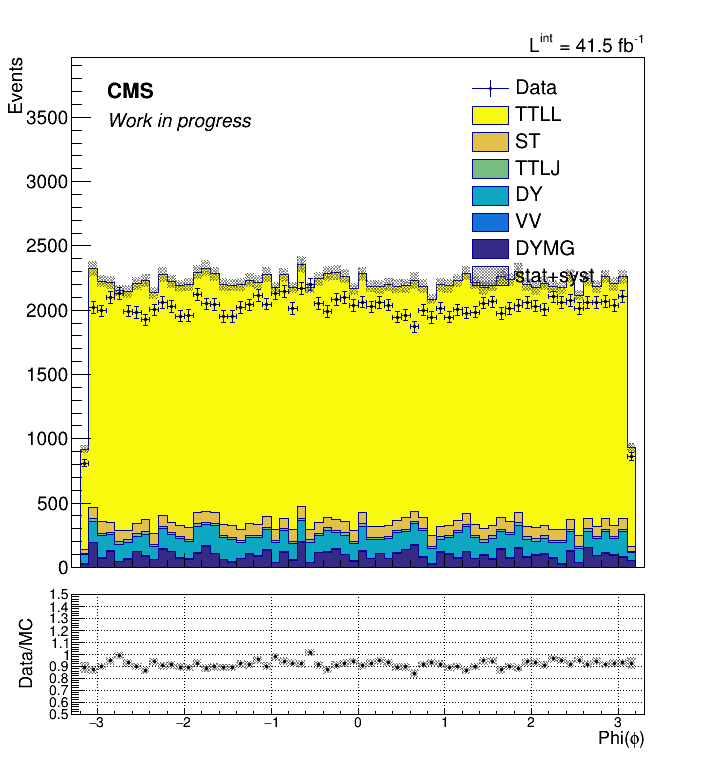 L^int = 41.5 fb^-1
Events
CMS
Work in progress
Data
TTLL
ST
TTLJ
DY
VV
DYMG
stat+syst
3500
3000
2500
2000
1500
1000
500
0
Data/MC
1.5
1.4
1.3
1.2
1.1
1
0.9
0.8
0.7
0.6
0.5
−3 −2 −1 0 1 2 3
Phi(ϕ)